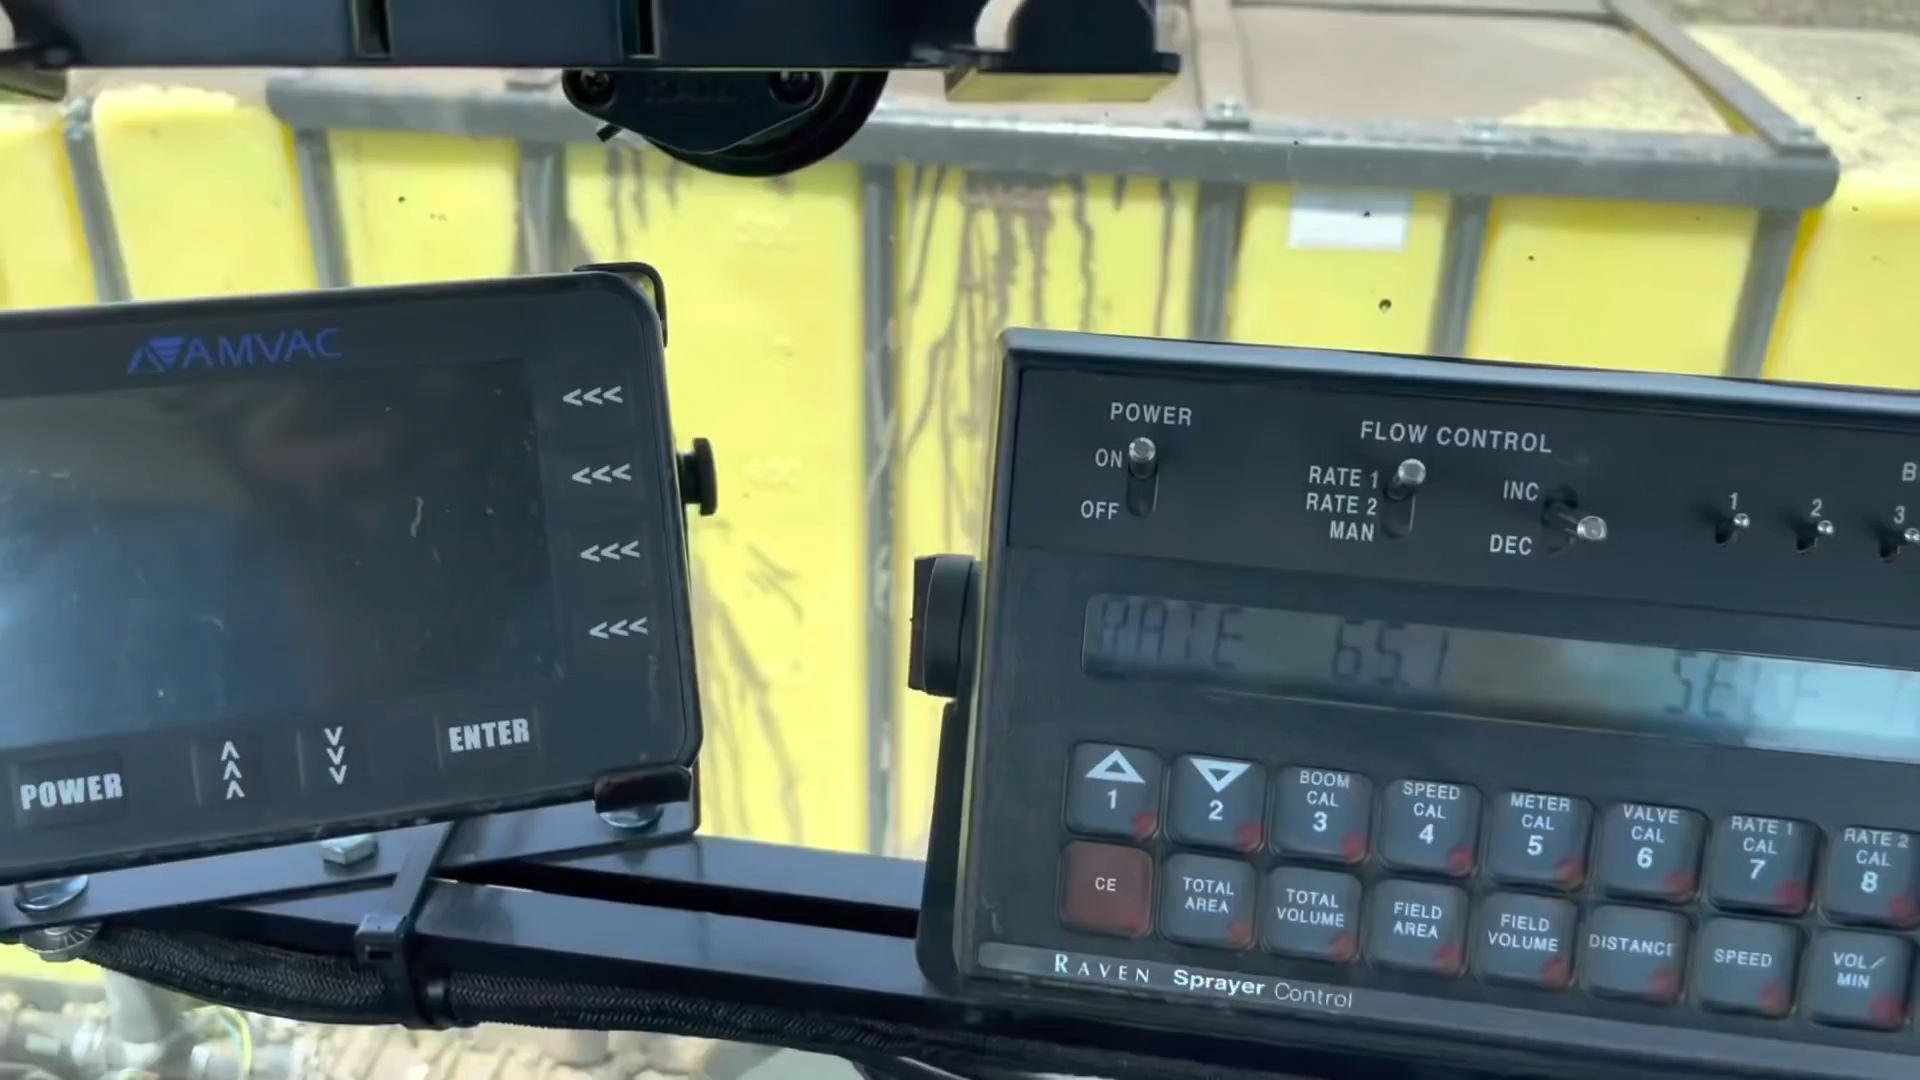 AMVAC
<<<
<<<
<<<
<<<
POWER
ENTER
POWER
ON
OFF
FLOW CONTROL
RATE 1
RATE 2
MAN
INC
DEC
1
2
3
RATE 65.1 SELF
1
2
BOOM
CAL
3
SPEED
CAL
4
METER
CAL
5
VALVE
CAL
6
RATE 1
CAL
7
RATE 2
CAL
8
CE
TOTAL
AREA
TOTAL
VOLUME
FIELD
AREA
FIELD
VOLUME
DISTANCE
SPEED
VOL/
MIN
RAVEN Sprayer Control